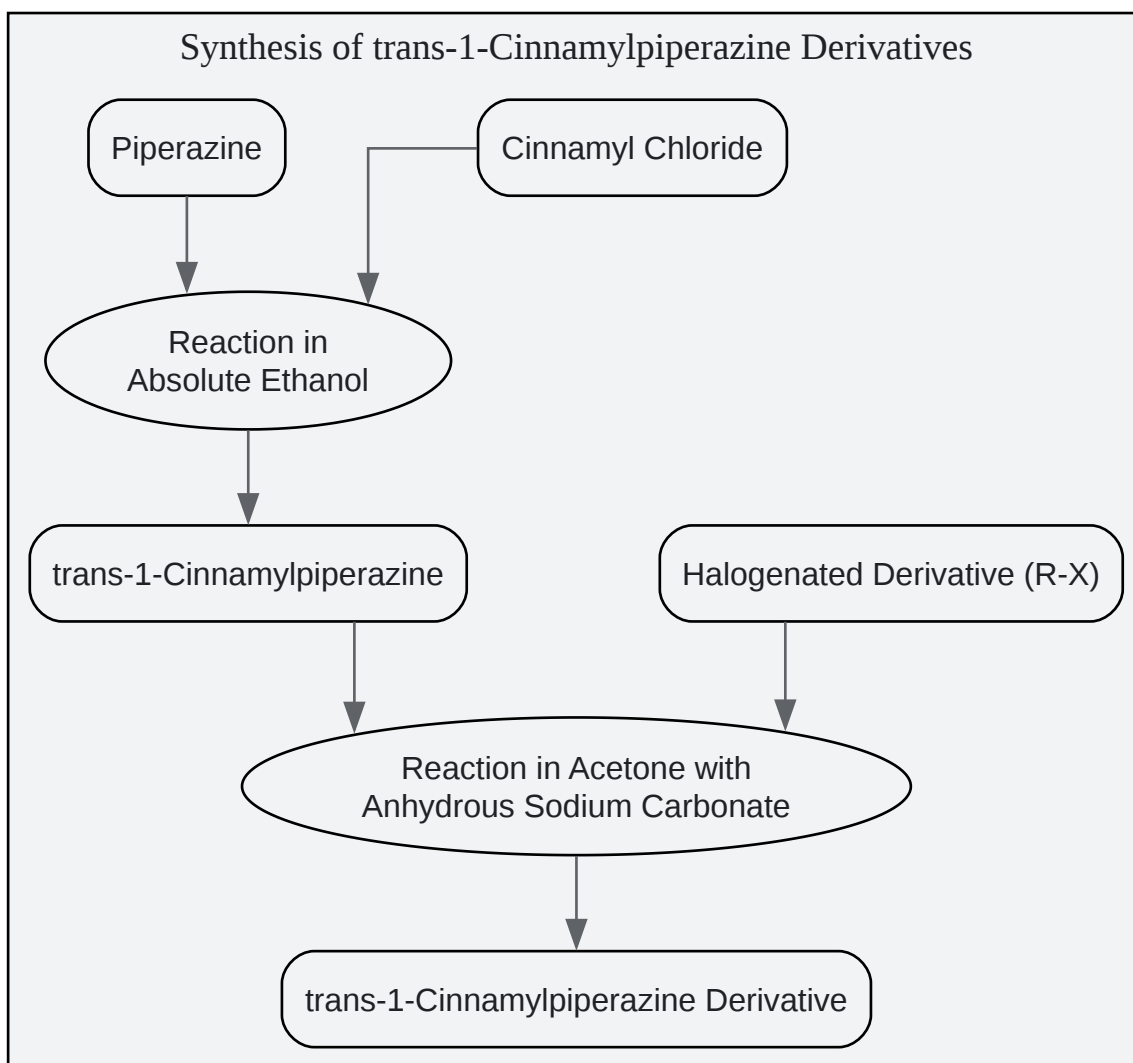 Synthesis of trans-1-Cinnamylpiperazine Derivatives
Piperazine
Cinnamyl Chloride
Reaction in
Absolute Ethanol
trans-1-Cinnamylpiperazine
Halogenated Derivative (R-X)
Reaction in Acetone with
Anhydrous Sodium Carbonate
trans-1-Cinnamylpiperazine Derivative